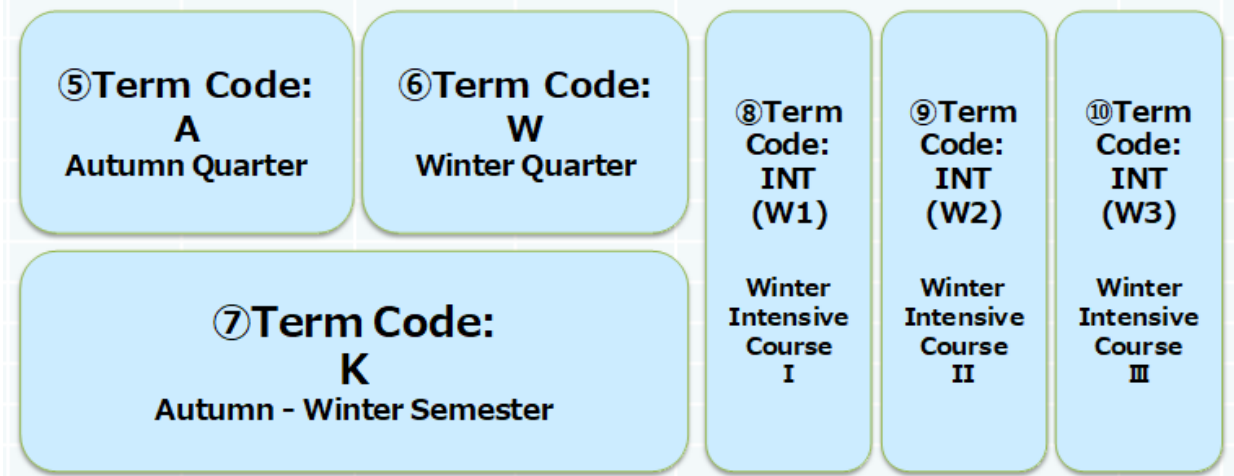 ⑤Term Code:
A
Autumn Quarter
⑥Term Code:
W
Winter Quarter
⑦Term Code:
K
Autumn - Winter Semester
⑧Term
Code:
INT
(W1)
Winter
Intensive
Course
I
⑨Term
Code:
INT
(W2)
Winter
Intensive
Course
II
⑩Term
Code:
INT
(W3)
Winter
Intensive
Course
Ⅲ